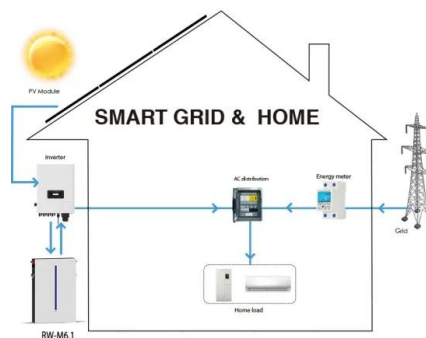 PV Module
SMART GRID & HOME
Inverter
AC distribution
Energy meter
Grid
Home load
RW-M6.1